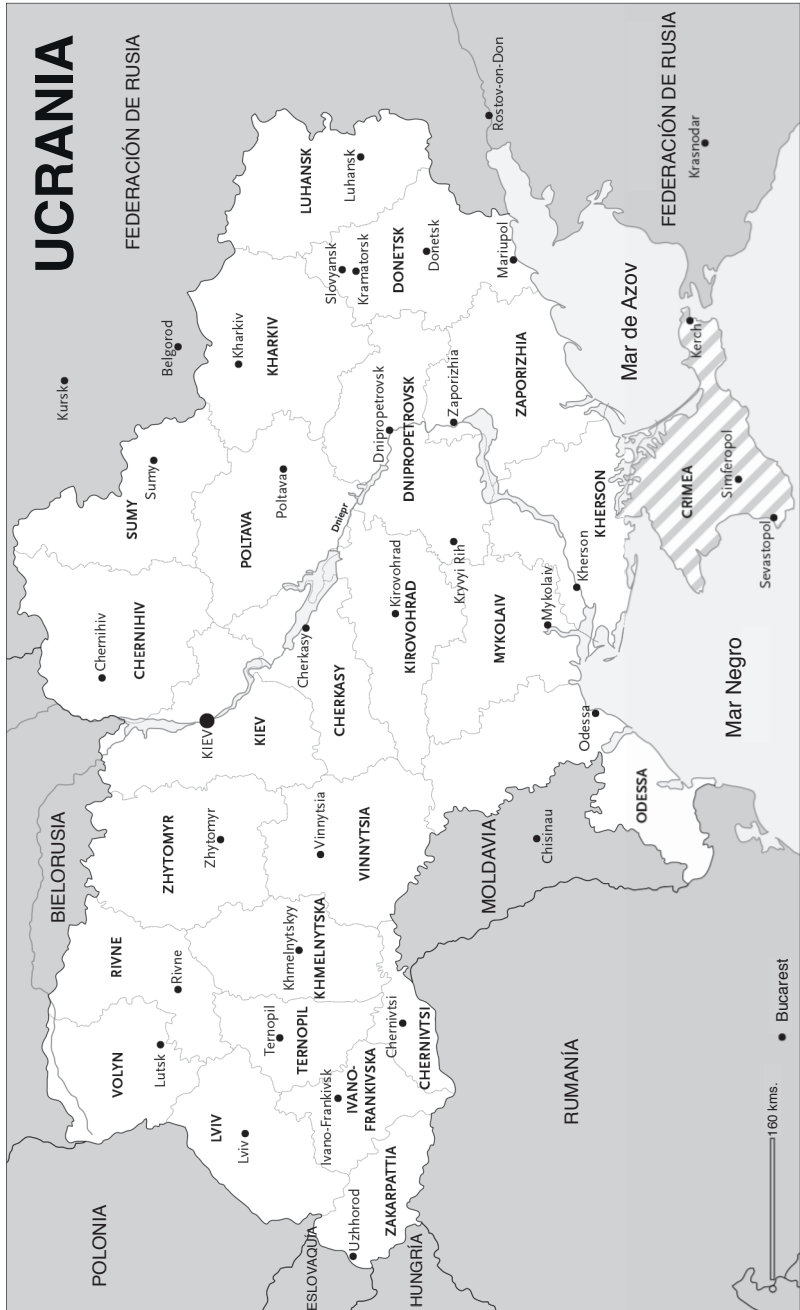 UCRANIA
FEDERACIÓN DE RUSIA
FEDERACIÓN DE RUSIA
POLONIA
BIELORUSIA
ESLOVAQUÍA
HUNGRÍA
RUMANÍA
MOLDAVIA
Mar Negro
Mar de Azov
Kursk
Belgorod
Rostov-on-Don
Krasnodar
Chisinau
Bucarest
VOLYN
Lutsk
RIVNE
Rivne
ZHYTOMYR
Zhytomyr
KIEV
KIEV
CHERNIHIV
Chernihiv
SUMY
Sumy
LVIV
Lviv
TERNOPIL
Ternopil
Khmelnytskyy
KHMELNYTSKA
Vinnytsia
VINNYTSIA
Cherkasy
CHERKASY
POLTAVA
Poltava
Dniepr
Kharkiv
KHARKIV
LUHANSK
Luhansk
Ivano-Frankivsk
IVANO-
FRANKIVSKA
Uzhhorod
ZAKARPATTIA
Chernivtsi
CHERNIVTSI
Kirovohrad
KIROVOHRAD
Kryvyi Rih
Dnipropetrovsk
DNIPROPETROVSK
Slovyansk
Kramatorsk
DONETSK
Donetsk
Mariupol
Zaporizhia
ZAPORIZHIA
MYKOLAIV
Mykolaiv
Kherson
KHERSON
Odessa
ODESSA
CRIMEA
Simferopol
Sevastopol
Kerch
160 kms.